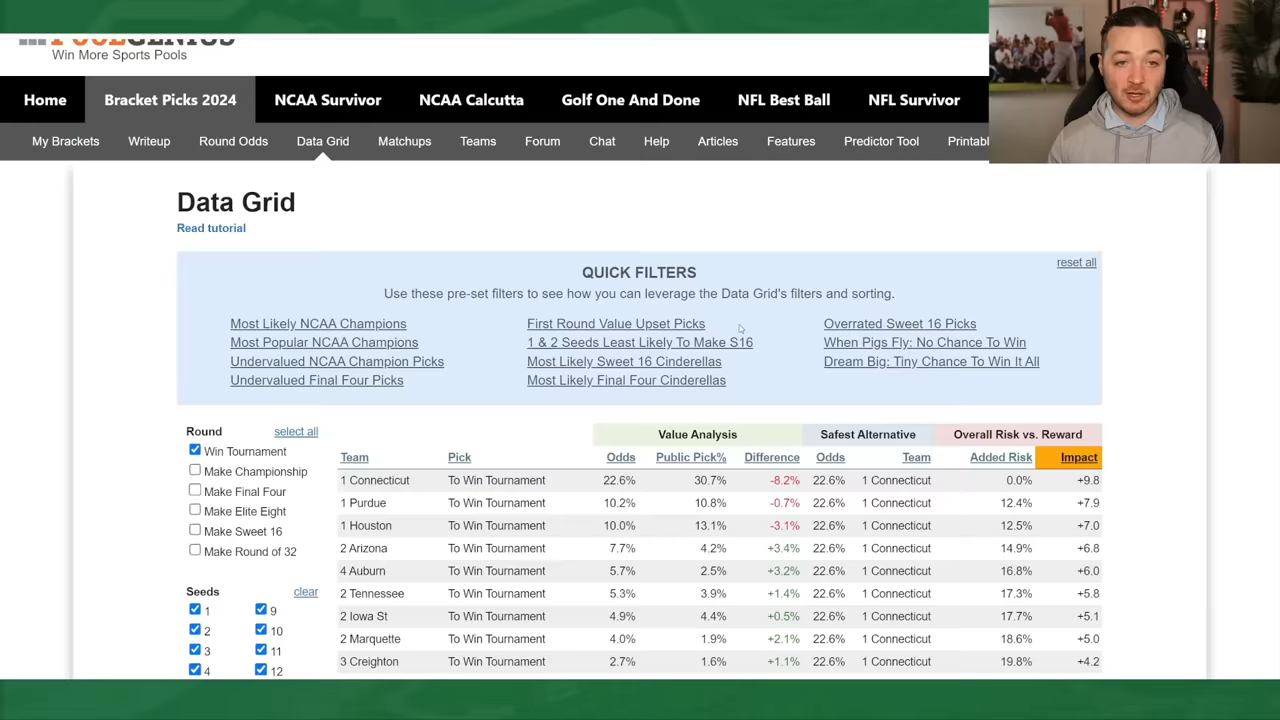 POOLGENIUS
Win More Sports Pools
Home Bracket Picks 2024 NCAA Survivor NCAA Calcutta Golf One And Done NFL Best Ball NFL Survivor
My Brackets Writeup Round Odds Data Grid Matchups Teams Forum Chat Help Articles Features Predictor Tool Printabl
Data Grid
Read tutorial
reset all
QUICK FILTERS
Use these pre-set filters to see how you can leverage the Data Grid's filters and sorting.
Most Likely NCAA Champions First Round Value Upset Picks Overrated Sweet 16 Picks
Most Popular NCAA Champions 1 & 2 Seeds Least Likely To Make S16 When Pigs Fly: No Chance To Win
Undervalued NCAA Champion Picks Most Likely Sweet 16 Cinderellas Dream Big: Tiny Chance To Win It All
Undervalued Final Four Picks Most Likely Final Four Cinderellas
Round select all
Win Tournament
Make Championship
Make Final Four
Make Elite Eight
Make Sweet 16
Make Round of 32
Seeds clear
1 9
2 10
3 11
4 12
Value Analysis Safest Alternative Overall Risk vs. Reward
Team Pick Odds Public Pick% Difference Odds Team Added Risk Impact
1 Connecticut To Win Tournament 22.6% 30.7% -8.2% 22.6% 1 Connecticut 0.0% +9.8
1 Purdue To Win Tournament 10.2% 10.8% -0.7% 22.6% 1 Connecticut 12.4% +7.9
1 Houston To Win Tournament 10.0% 13.1% -3.1% 22.6% 1 Connecticut 12.5% +7.0
2 Arizona To Win Tournament 7.7% 4.2% +3.4% 22.6% 1 Connecticut 14.9% +6.8
4 Auburn To Win Tournament 5.7% 2.5% +3.2% 22.6% 1 Connecticut 16.8% +6.0
2 Tennessee To Win Tournament 5.3% 3.9% +1.4% 22.6% 1 Connecticut 17.3% +5.8
2 Iowa St To Win Tournament 4.9% 4.4% +0.5% 22.6% 1 Connecticut 17.7% +5.1
2 Marquette To Win Tournament 4.0% 1.9% +2.1% 22.6% 1 Connecticut 18.6% +5.0
3 Creighton To Win Tournament 2.7% 1.6% +1.1% 22.6% 1 Connecticut 19.8% +4.2